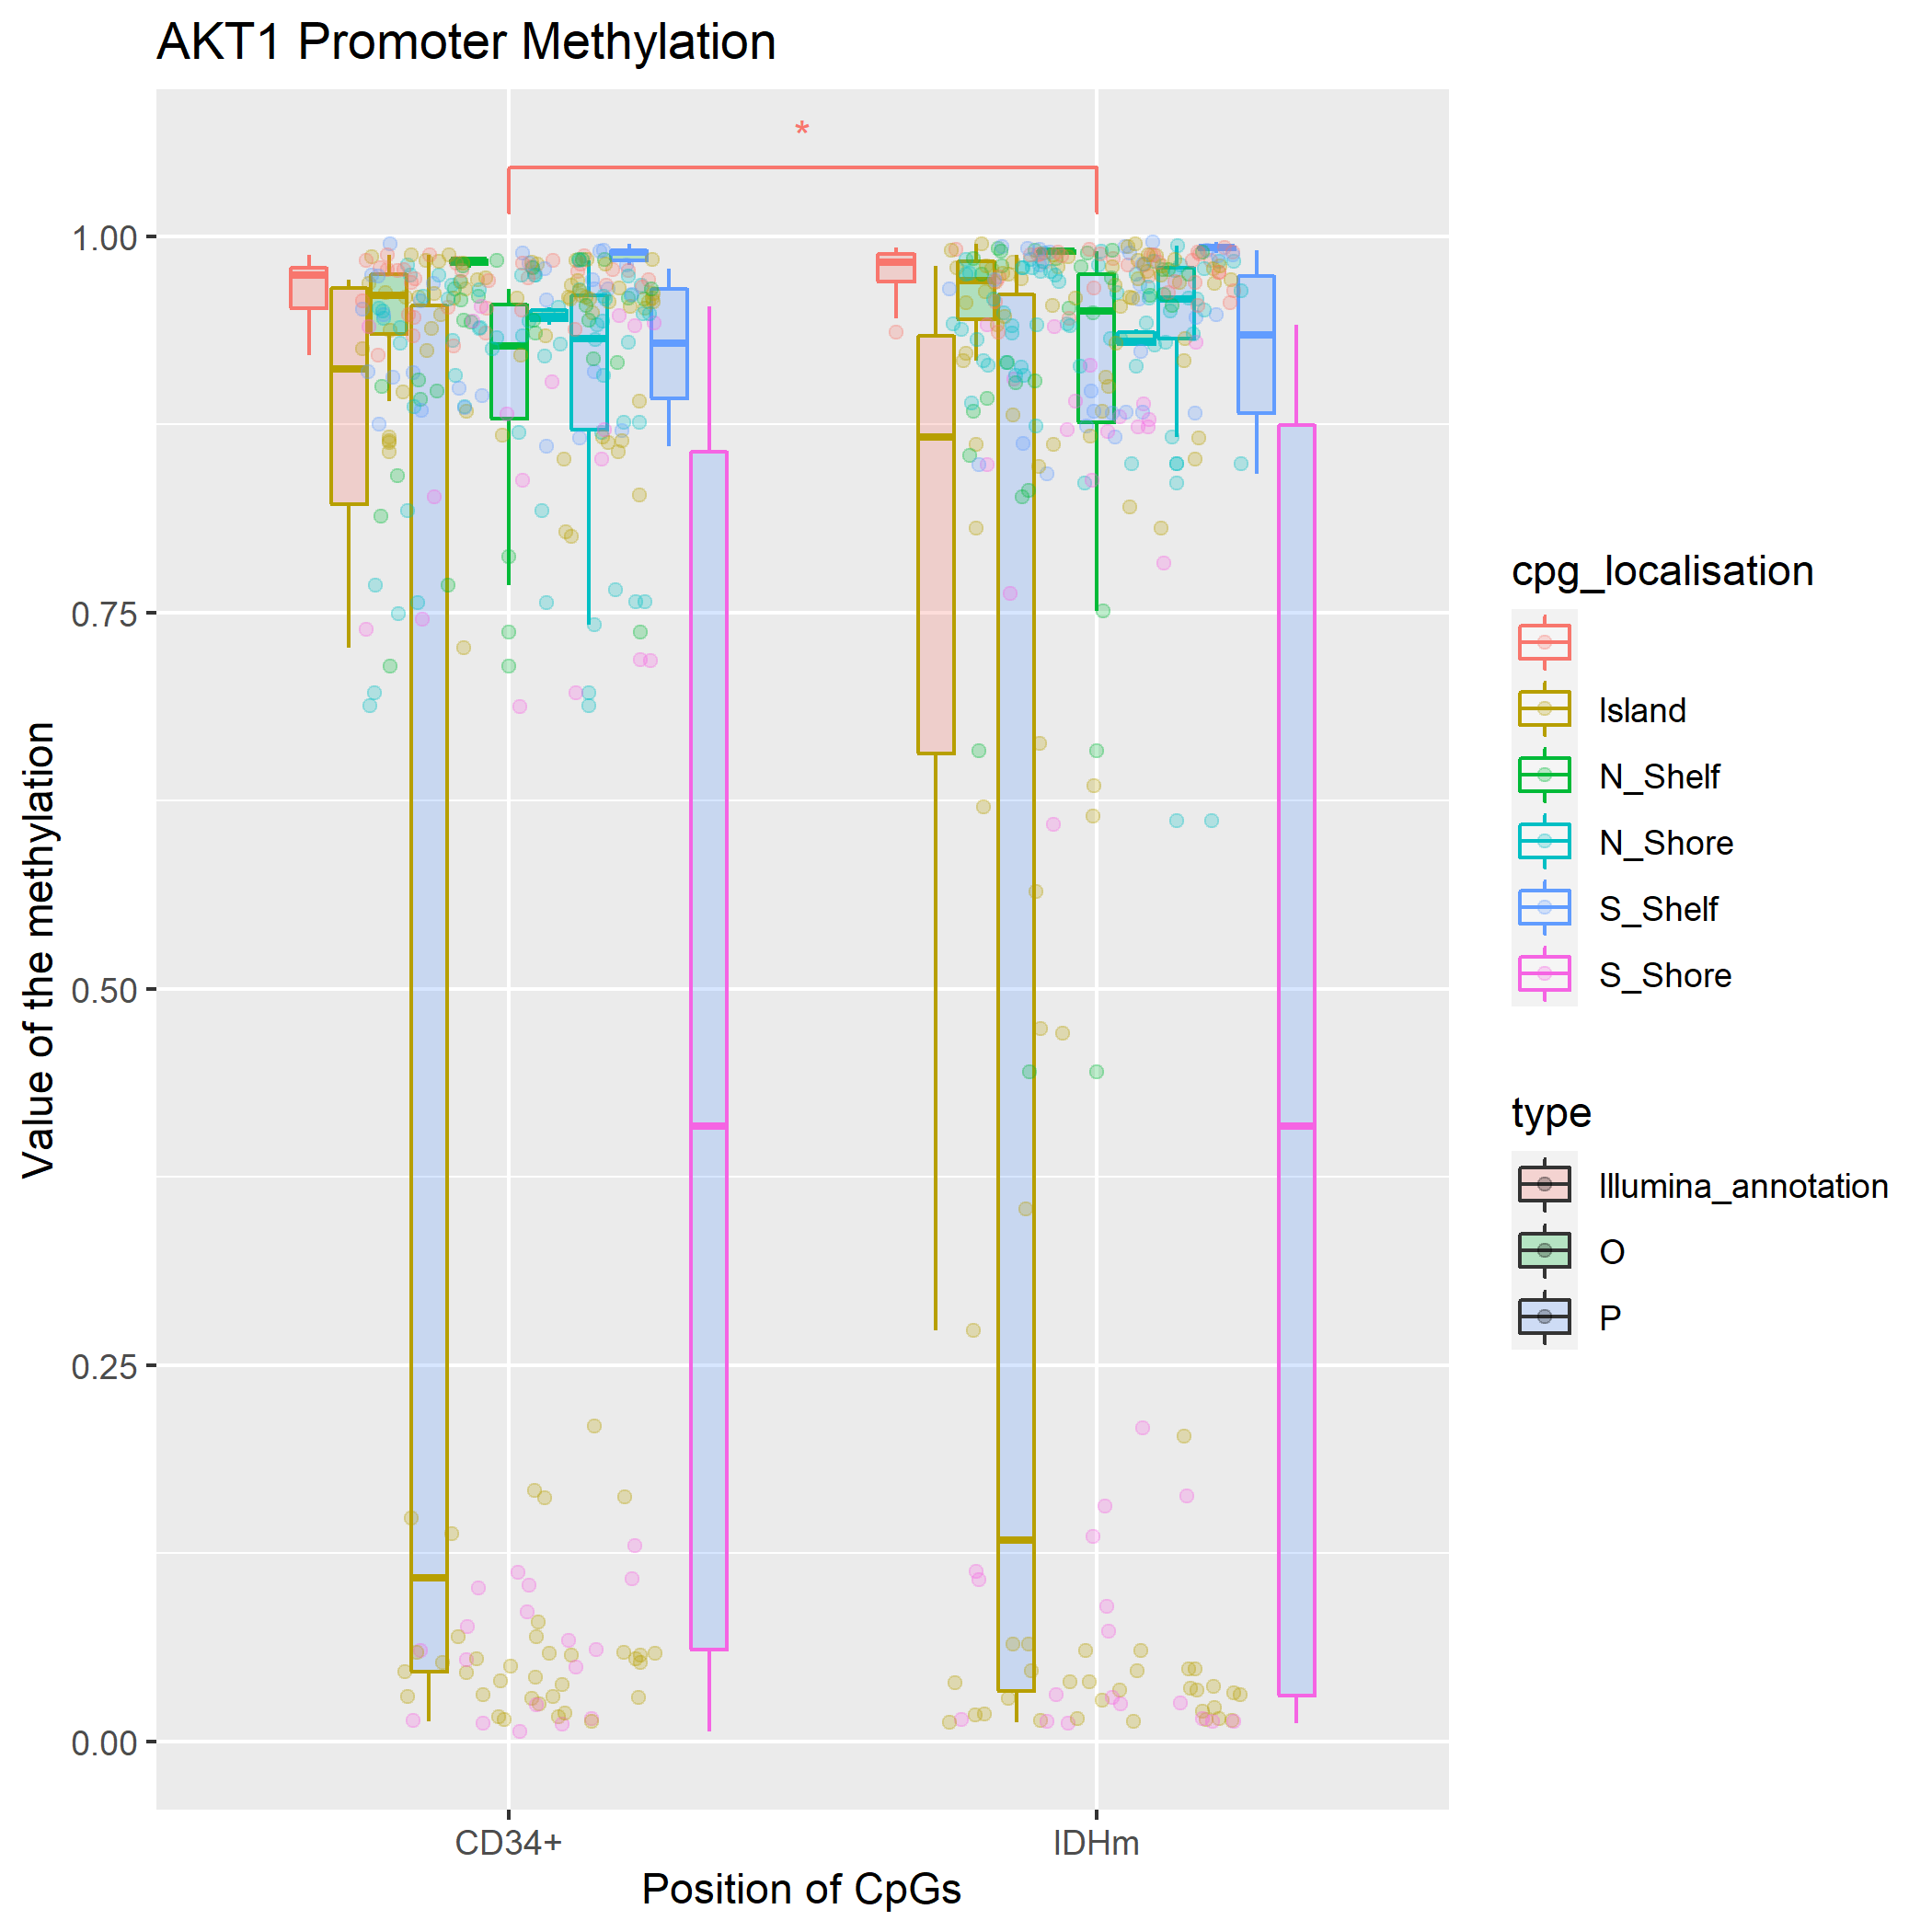 AKT1 Promoter Methylation
*
1.00
0.75
0.50
0.25
0.00
Value of the methylation
CD34+
IDHm
Position of CpGs
cpg_localisation
Island
N_Shelf
N_Shore
S_Shelf
S_Shore
type
Illumina_annotation
O
P